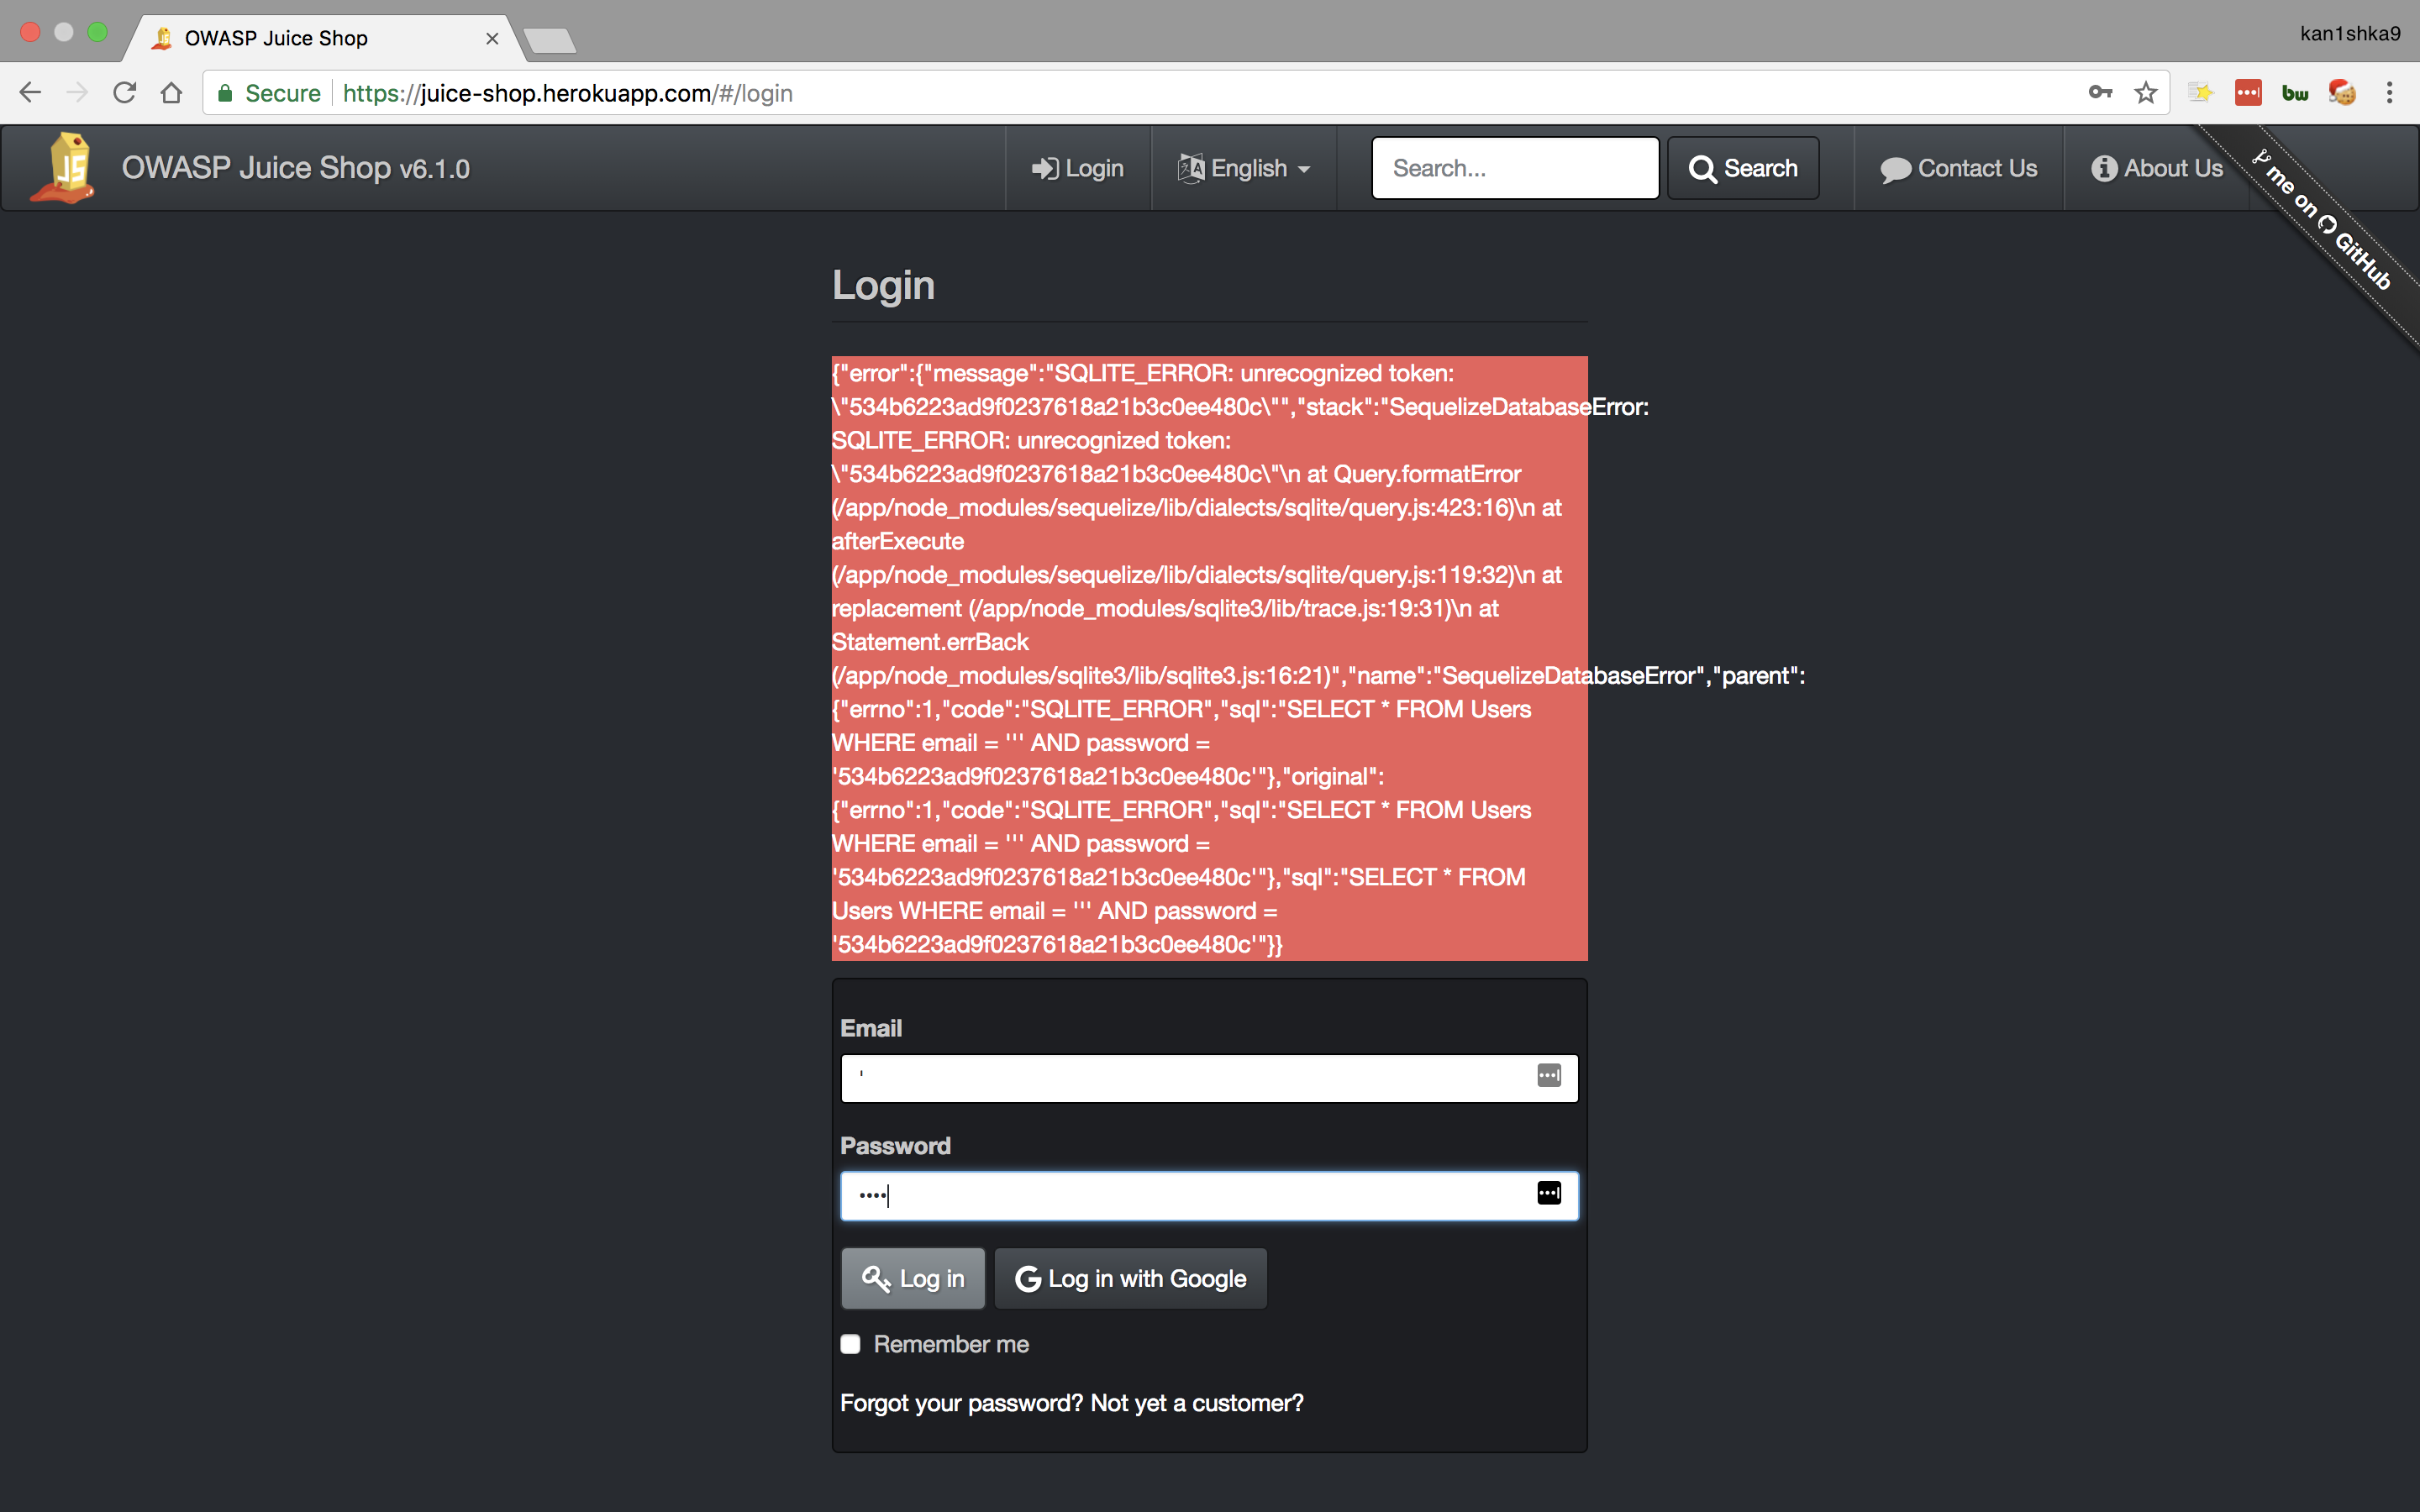 OWASP Juice Shop
kan1shka9
Secure https://juice-shop.herokuapp.com/#/login
bw
JS
OWASP Juice Shop v6.1.0
Login
English
Search...
Search
Contact Us
About Us
me on GitHub
Login
{"error":{"message":"SQLITE_ERROR: unrecognized token:
\"534b6223ad9f0237618a21b3c0ee480c\"","stack":"SequelizeDatabaseError:
SQLITE_ERROR: unrecognized token:
\"534b6223ad9f0237618a21b3c0ee480c\"\n at Query.formatError
(/app/node_modules/sequelize/lib/dialects/sqlite/query.js:423:16)\n at
afterExecute
(/app/node_modules/sequelize/lib/dialects/sqlite/query.js:119:32)\n at
replacement (/app/node_modules/sqlite3/lib/trace.js:19:31)\n at
Statement.errBack
(/app/node_modules/sqlite3/lib/sqlite3.js:16:21)","name":"SequelizeDatabaseError","parent":
{"errno":1,"code":"SQLITE_ERROR","sql":"SELECT * FROM Users
WHERE email = ''' AND password =
'534b6223ad9f0237618a21b3c0ee480c'"},"original":
{"errno":1,"code":"SQLITE_ERROR","sql":"SELECT * FROM Users
WHERE email = ''' AND password =
'534b6223ad9f0237618a21b3c0ee480c'"},"sql":"SELECT * FROM
Users WHERE email = ''' AND password =
'534b6223ad9f0237618a21b3c0ee480c'"}}
Email
'
Password
••••
Log in
Log in with Google
Remember me
Forgot your password? Not yet a customer?